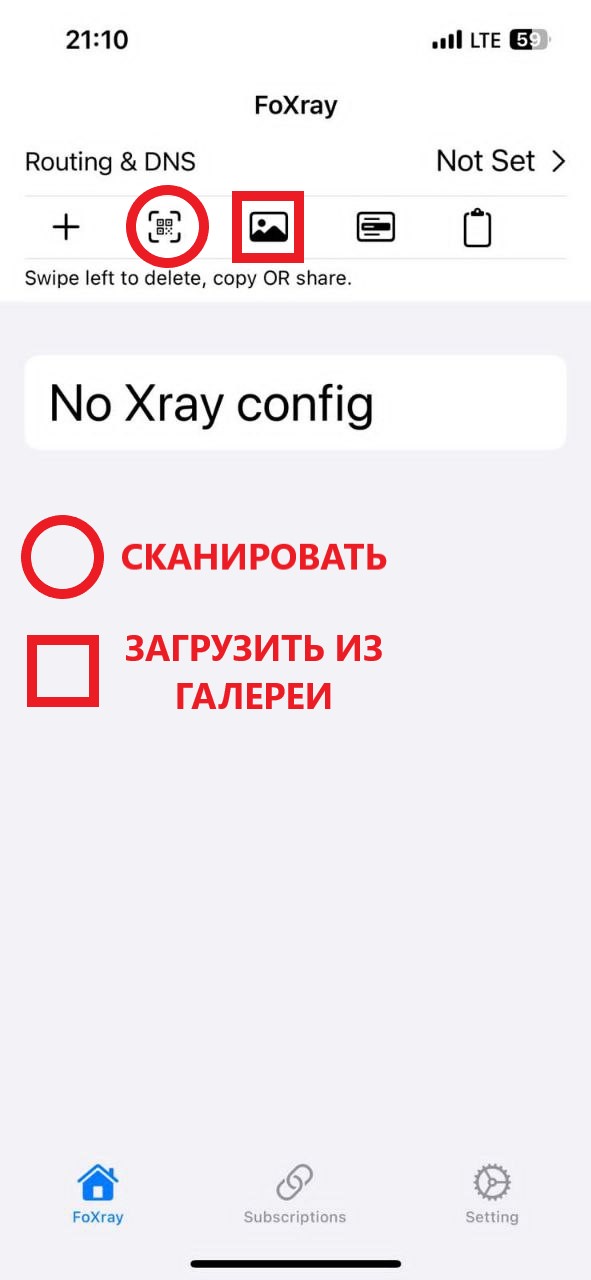 21:10
LTE 59
FoXray
Routing & DNS
Not Set
Swipe left to delete, copy OR share.
No Xray config
СКАНИРОВАТЬ
ЗАГРУЗИТЬ ИЗ
ГАЛЕРЕИ
FoXray
Subscriptions
Setting